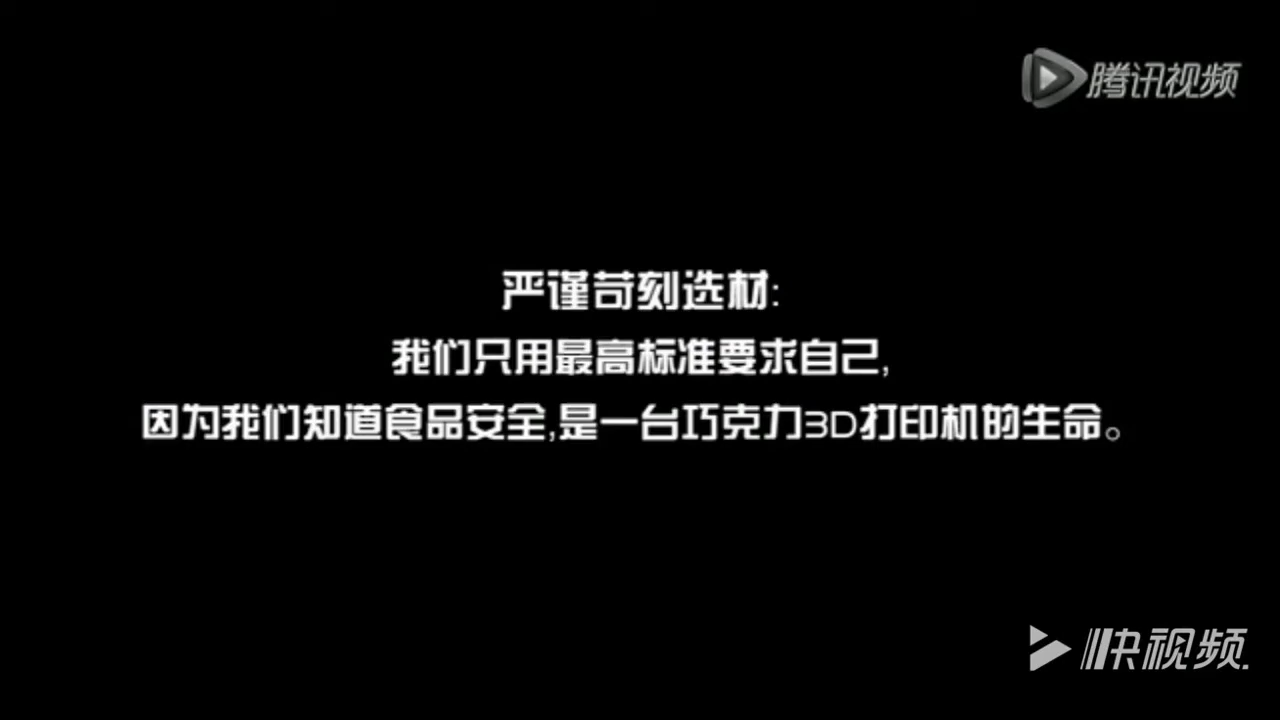 腾讯视频
严谨苛刻选材:
我们只用最高标准要求自己,
因为我们知道食品安全,是一台巧克力3D打印机的生命。
快视频